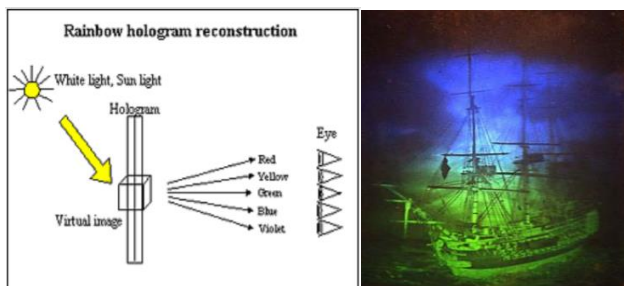 Rainbow hologram reconstruction
White light, Sun light
Hologram
Eye
Red
Yellow
Green
Blue
Violet
Virtual image